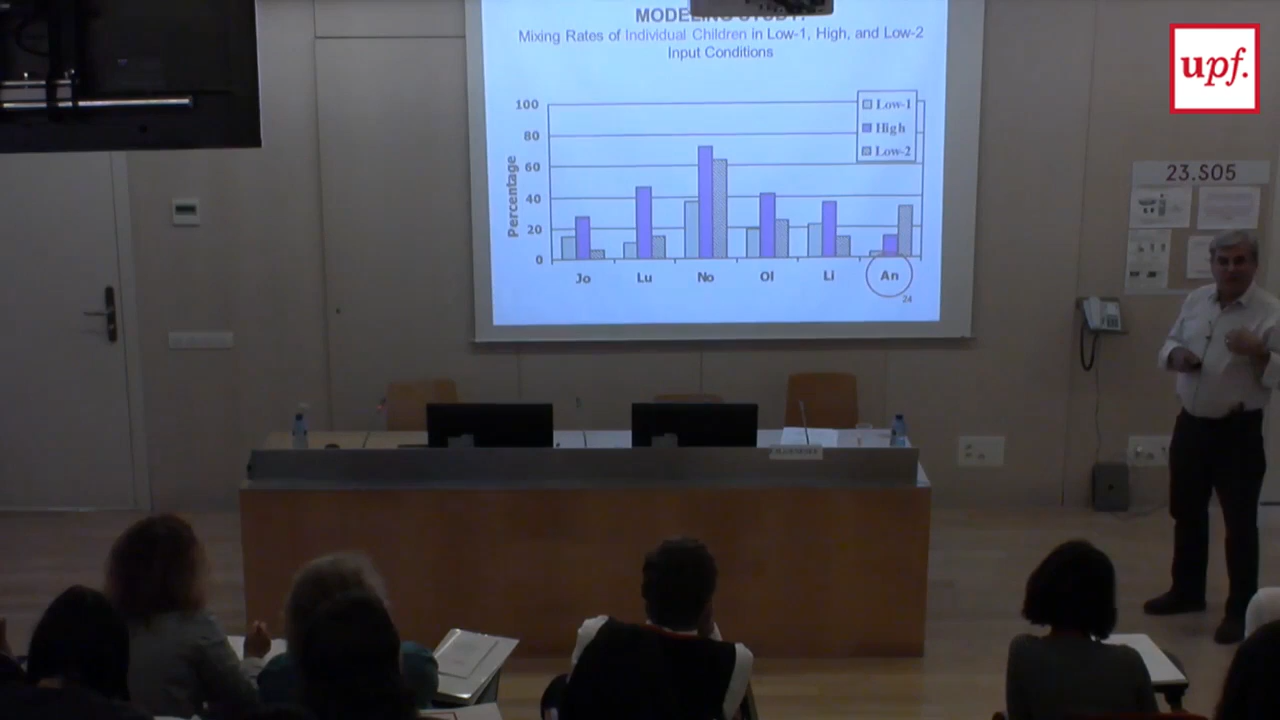 MODELING STUDY:
Mixing Rates of Individual Children in Low-1, High, and Low-2
Input Conditions
100
80
60
40
20
0
Percentage
Low-1
High
Low-2
Jo
Lu
No
Ol
Li
An
24
upf.
23.S05